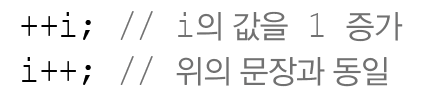 ++i; // i의 값을 1 증가
i++; // 위의 문장과 동일